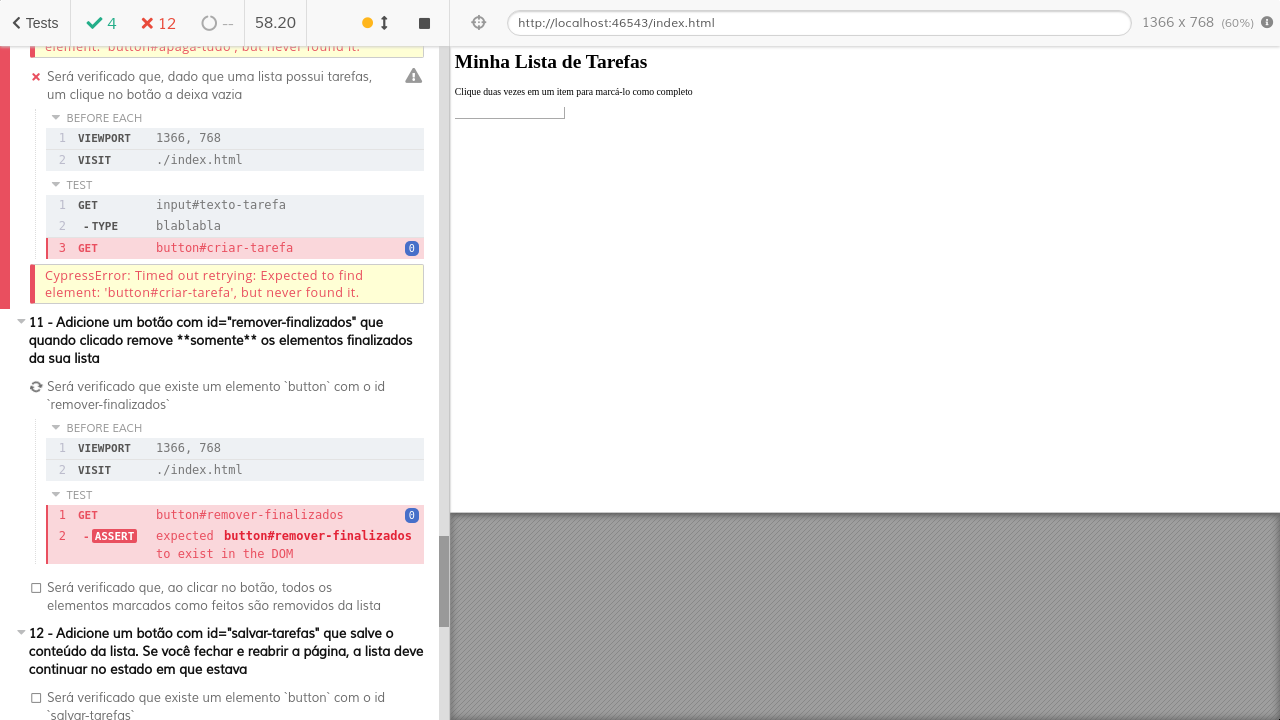 Tests 4 12 -- 58.20
http://localhost:46543/index.html 1366 x 768 (60%)
element: 'button#apaga-tudo', but never found it.
Será verificado que, dado que uma lista possui tarefas,
um clique no botão a deixa vazia
BEFORE EACH
1 VIEWPORT 1366, 768
2 VISIT ./index.html
TEST
1 GET input#texto-tarefa
2 -TYPE blablabla
3 GET button#criar-tarefa 0
CypressError: Timed out retrying: Expected to find
element: 'button#criar-tarefa', but never found it.
11 - Adicione um botão com id="remover-finalizados" que
quando clicado remove **somente** os elementos finalizados
da sua lista
Será verificado que existe um elemento `button` com o id
`remover-finalizados`
BEFORE EACH
1 VIEWPORT 1366, 768
2 VISIT ./index.html
TEST
1 GET button#remover-finalizados 0
2 -ASSERT expected button#remover-finalizados
to exist in the DOM
Será verificado que, ao clicar no botão, todos os
elementos marcados como feitos são removidos da lista
12 - Adicione um botão com id="salvar-tarefas" que salve o
conteúdo da lista. Se você fechar e reabrir a página, a lista deve
continuar no estado em que estava
Será verificado que existe um elemento `button` com o id
`salvar-tarefas`
Minha Lista de Tarefas
Clique duas vezes em um item para marcá-lo como completo